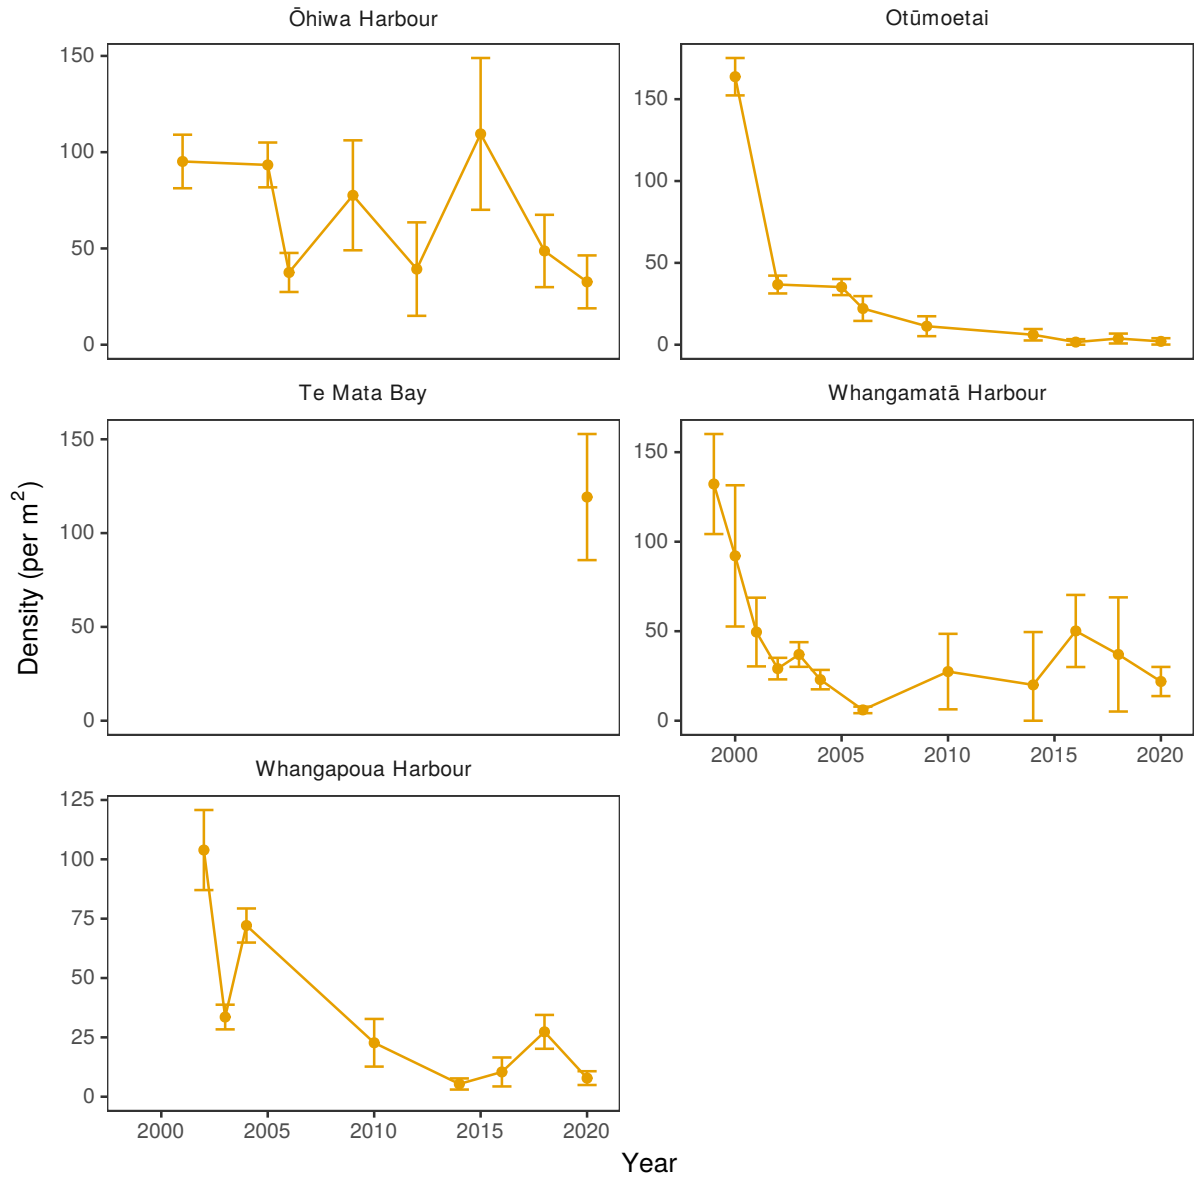 Ōhiwa Harbour
150
100
50
0
Otūmoetai
150
100
50
0
Te Mata Bay
150
100
50
0
Whangamatā Harbour
150
100
50
0
2000 2005 2010 2015 2020
Whangapoua Harbour
125
100
75
50
25
0
2000 2005 2010 2015 2020
Density (per m²)
Year